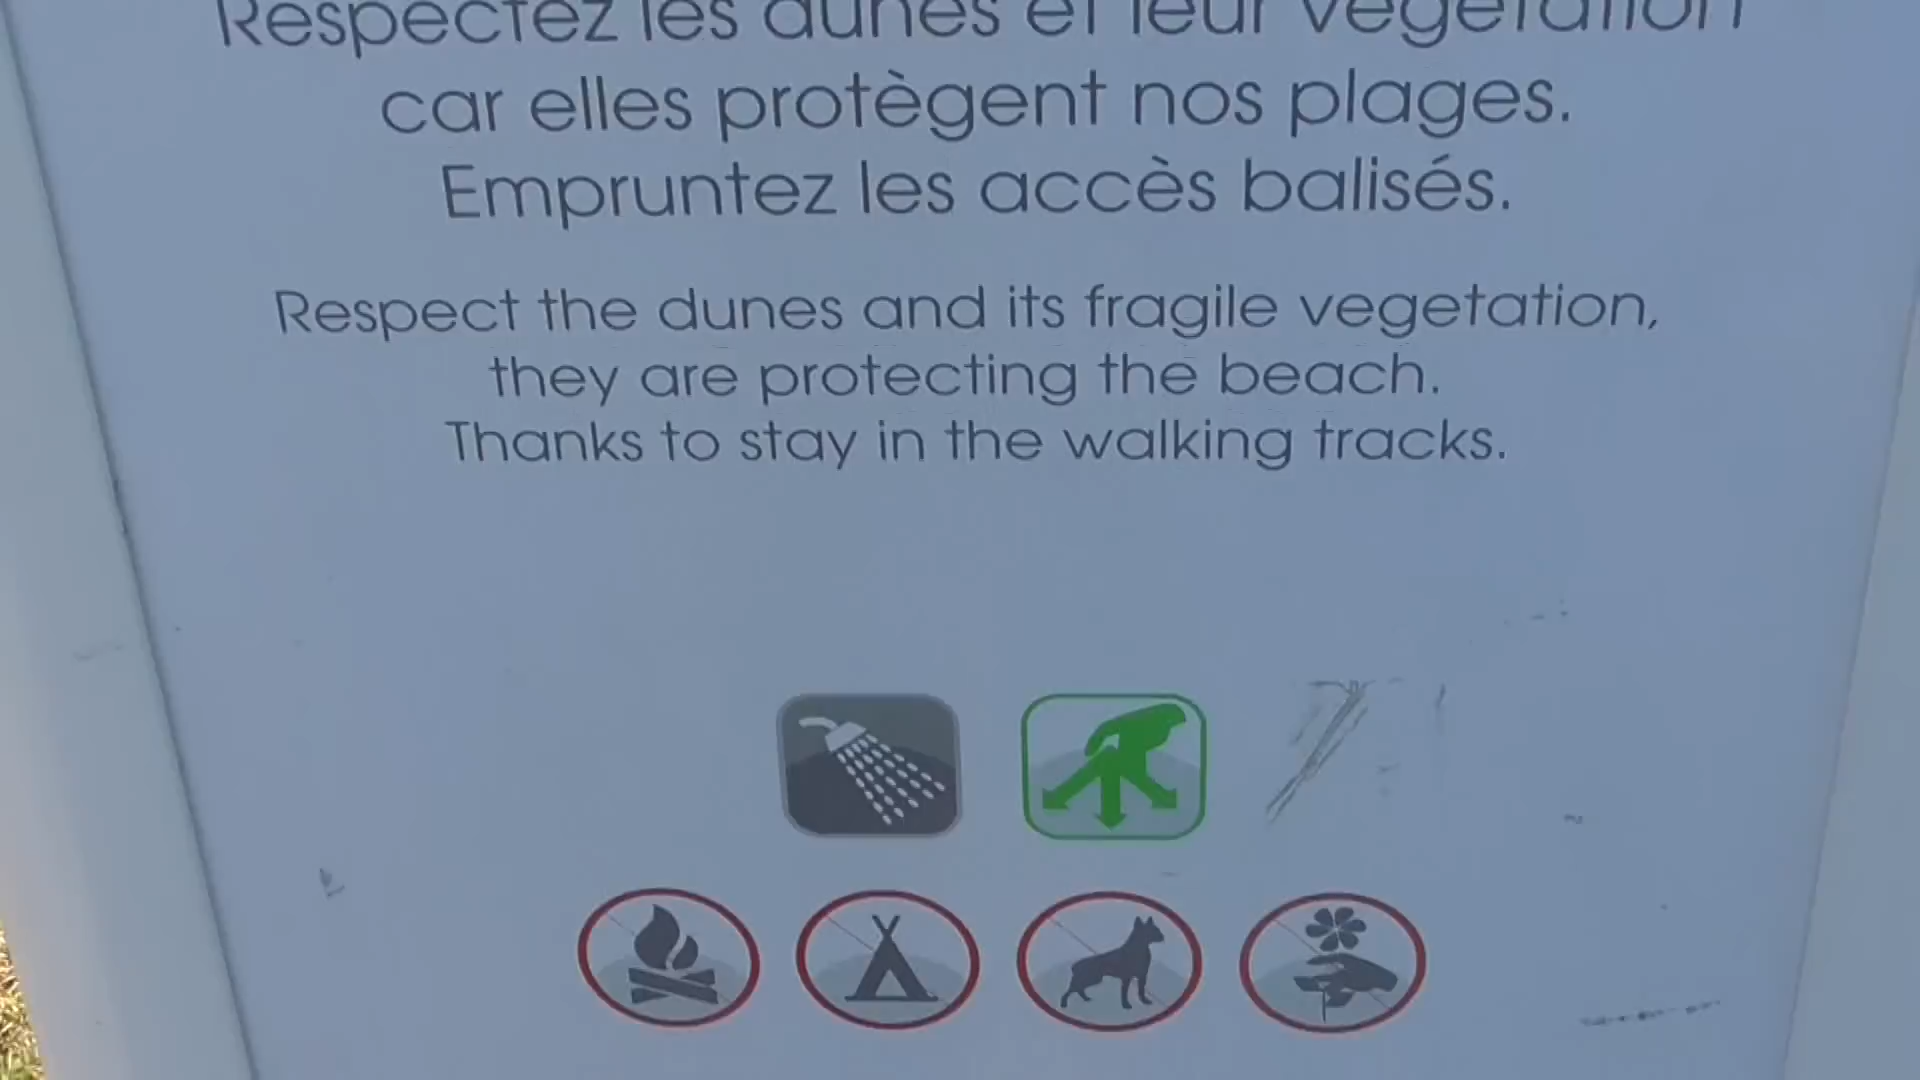 Respectez les dunes et leur végétation
car elles protègent nos plages.
Empruntez les accès balisés.
Respect the dunes and its fragile vegetation,
they are protecting the beach.
Thanks to stay in the walking tracks.